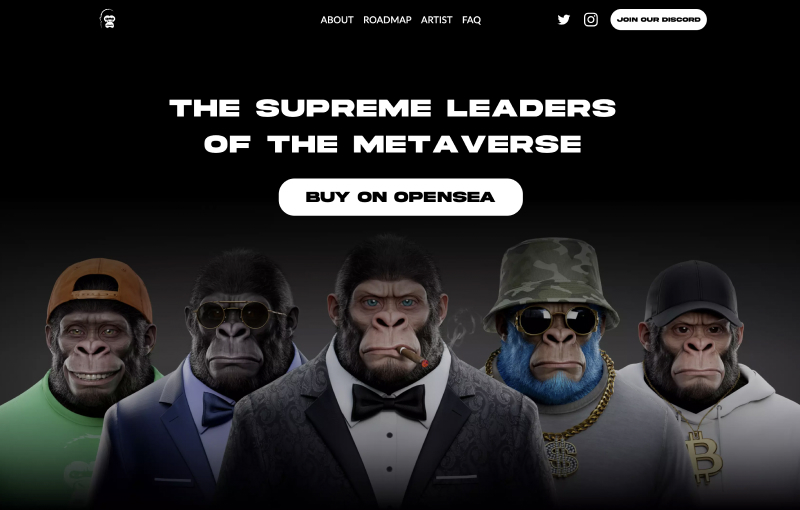 ABOUT ROADMAP ARTIST FAQ JOIN OUR DISCORD
THE SUPREME LEADERS
OF THE METAVERSE
BUY ON OPENSEA